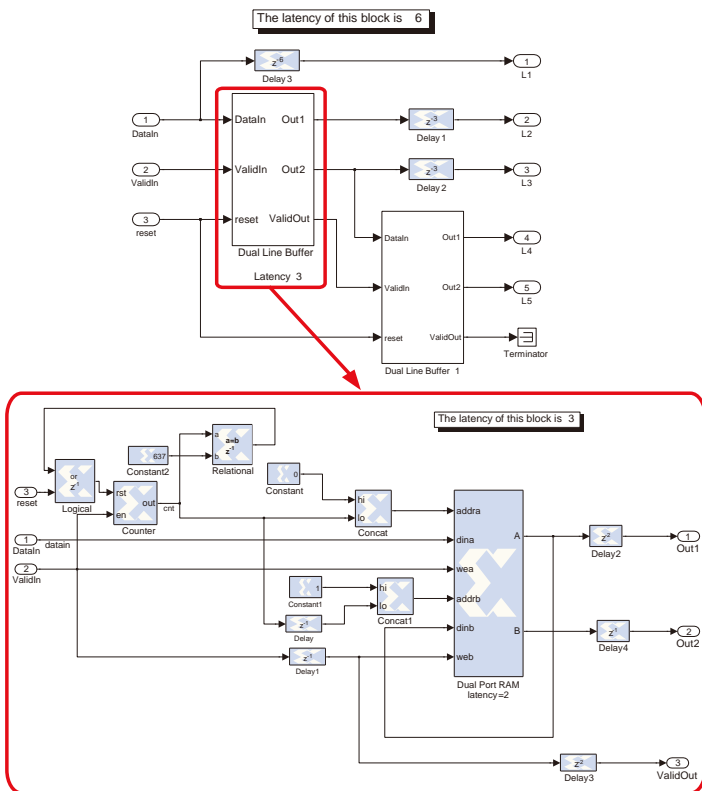 The latency of this block is 6
z-6
Delay3
1
L1
1
DataIn
DataIn
Out1
z-3
Delay1
2
L2
2
ValidIn
ValidIn
Out2
z-3
Delay2
3
L3
3
reset
reset
ValidOut
Dual Line Buffer
Latency 3
DataIn
Out1
4
L4
ValidIn
Out2
5
L5
reset
ValidOut
Terminator
Dual Line Buffer 1
The latency of this block is 3
a
a=b
z-1
b
Relational
637
Constant2
or
z-1
Logical
3
reset
rst
out
en
Counter
cnt
0
Constant
hi
lo
Concat
1
DataIn
datain
2
ValidIn
1
Constant1
hi
lo
Concat1
z-1
Delay
z-1
Delay1
addra
dina
wea
addrb
dinb
web
A
B
Dual Port RAM
latency=2
z-2
Delay2
1
Out1
z-1
Delay4
2
Out2
z-2
Delay3
3
ValidOut